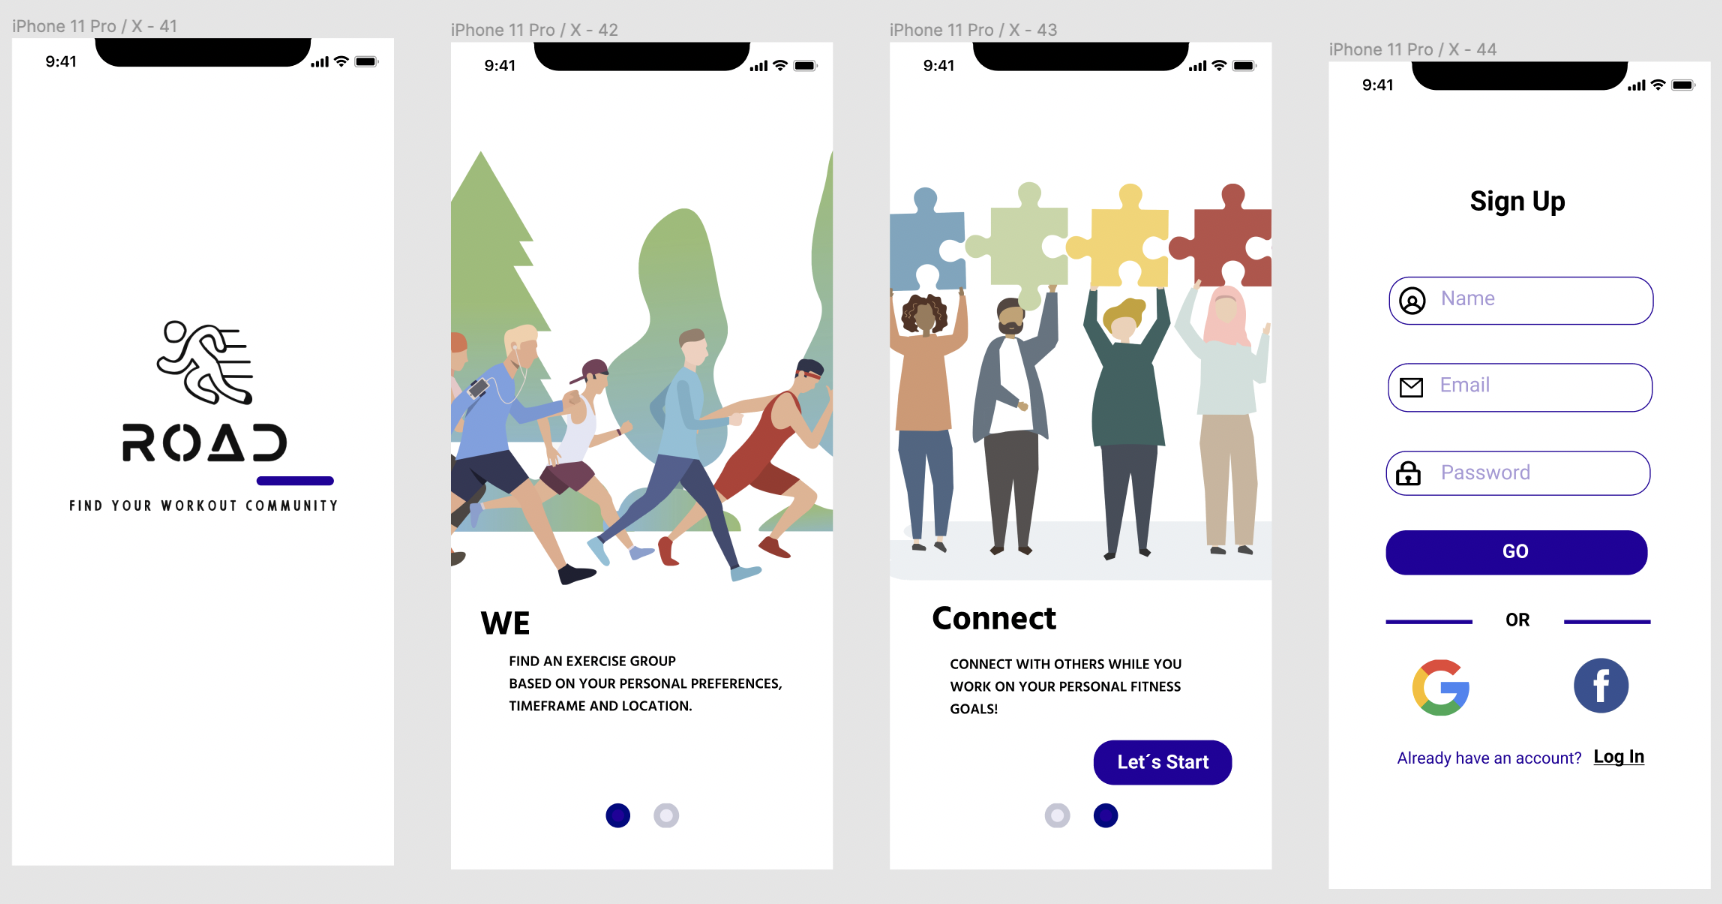 iPhone 11 Pro / X - 41
9:41
ROAD
FIND YOUR WORKOUT COMMUNITY
iPhone 11 Pro / X - 42
9:41
WE
FIND AN EXERCISE GROUP
BASED ON YOUR PERSONAL PREFERENCES,
TIMEFRAME AND LOCATION.
iPhone 11 Pro / X - 43
9:41
Connect
CONNECT WITH OTHERS WHILE YOU
WORK ON YOUR PERSONAL FITNESS
GOALS!
Let´s Start
iPhone 11 Pro / X - 44
9:41
Sign Up
Name
Email
Password
GO
OR
Already have an account? Log In